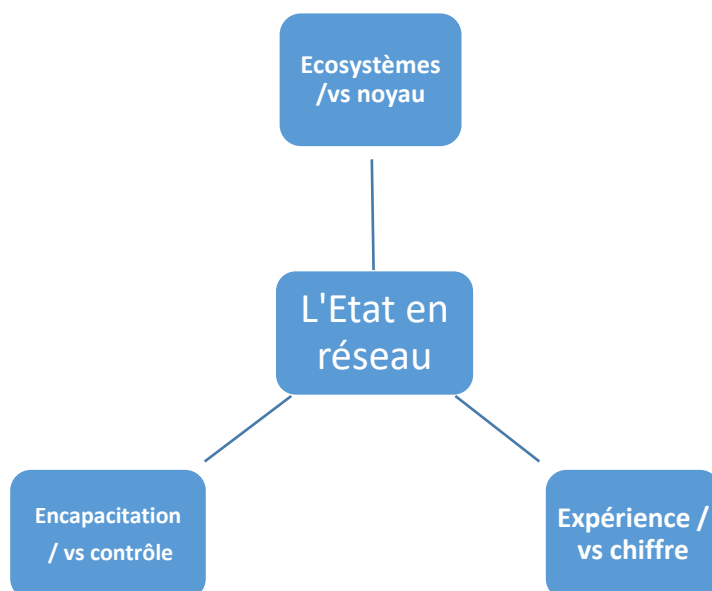 Ecosystèmes
/vs noyau
L'Etat en
réseau
Encapacitation
/ vs contrôle
Expérience /
vs chiffre